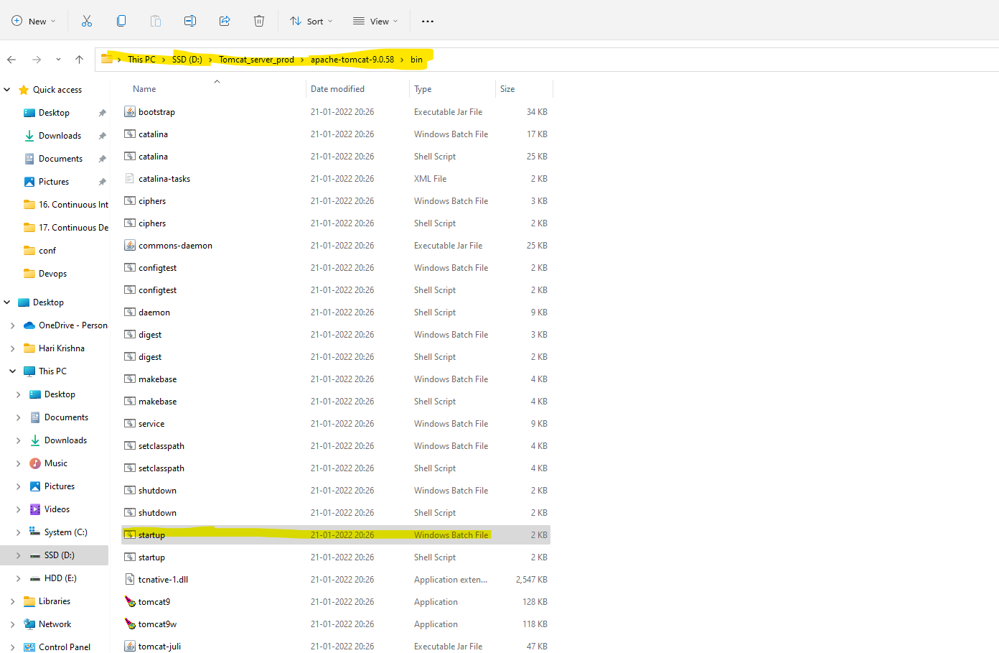 New
Sort
View
This PC > SSD (D:) > Tomcat_server_prod > apache-tomcat-9.0.58 > bin
Quick access
Desktop
Downloads
Documents
Pictures
16. Continuous Int
17. Continuous De
conf
Devops
Desktop
OneDrive - Person
Hari Krishna
This PC
Desktop
Documents
Downloads
Music
Pictures
Videos
System (C:)
SSD (D:)
HDD (E:)
Libraries
Network
Control Panel
Name Date modified Type Size
bootstrap 21-01-2022 20:26 Executable Jar File 34 KB
catalina 21-01-2022 20:26 Windows Batch File 17 KB
catalina 21-01-2022 20:26 Shell Script 25 KB
catalina-tasks 21-01-2022 20:26 XML File 2 KB
ciphers 21-01-2022 20:26 Windows Batch File 3 KB
ciphers 21-01-2022 20:26 Shell Script 2 KB
commons-daemon 21-01-2022 20:26 Executable Jar File 25 KB
configtest 21-01-2022 20:26 Windows Batch File 2 KB
configtest 21-01-2022 20:26 Shell Script 2 KB
daemon 21-01-2022 20:26 Shell Script 9 KB
digest 21-01-2022 20:26 Windows Batch File 3 KB
digest 21-01-2022 20:26 Shell Script 2 KB
makebase 21-01-2022 20:26 Windows Batch File 4 KB
makebase 21-01-2022 20:26 Shell Script 4 KB
service 21-01-2022 20:26 Windows Batch File 9 KB
setclasspath 21-01-2022 20:26 Windows Batch File 4 KB
setclasspath 21-01-2022 20:26 Shell Script 4 KB
shutdown 21-01-2022 20:26 Windows Batch File 2 KB
shutdown 21-01-2022 20:26 Shell Script 2 KB
startup 21-01-2022 20:26 Windows Batch File 2 KB
startup 21-01-2022 20:26 Shell Script 2 KB
tcnative-1.dll 21-01-2022 20:26 Application exten... 2,547 KB
tomcat9 21-01-2022 20:26 Application 128 KB
tomcat9w 21-01-2022 20:26 Application 118 KB
tomcat-juli 21-01-2022 20:26 Executable Jar File 47 KB